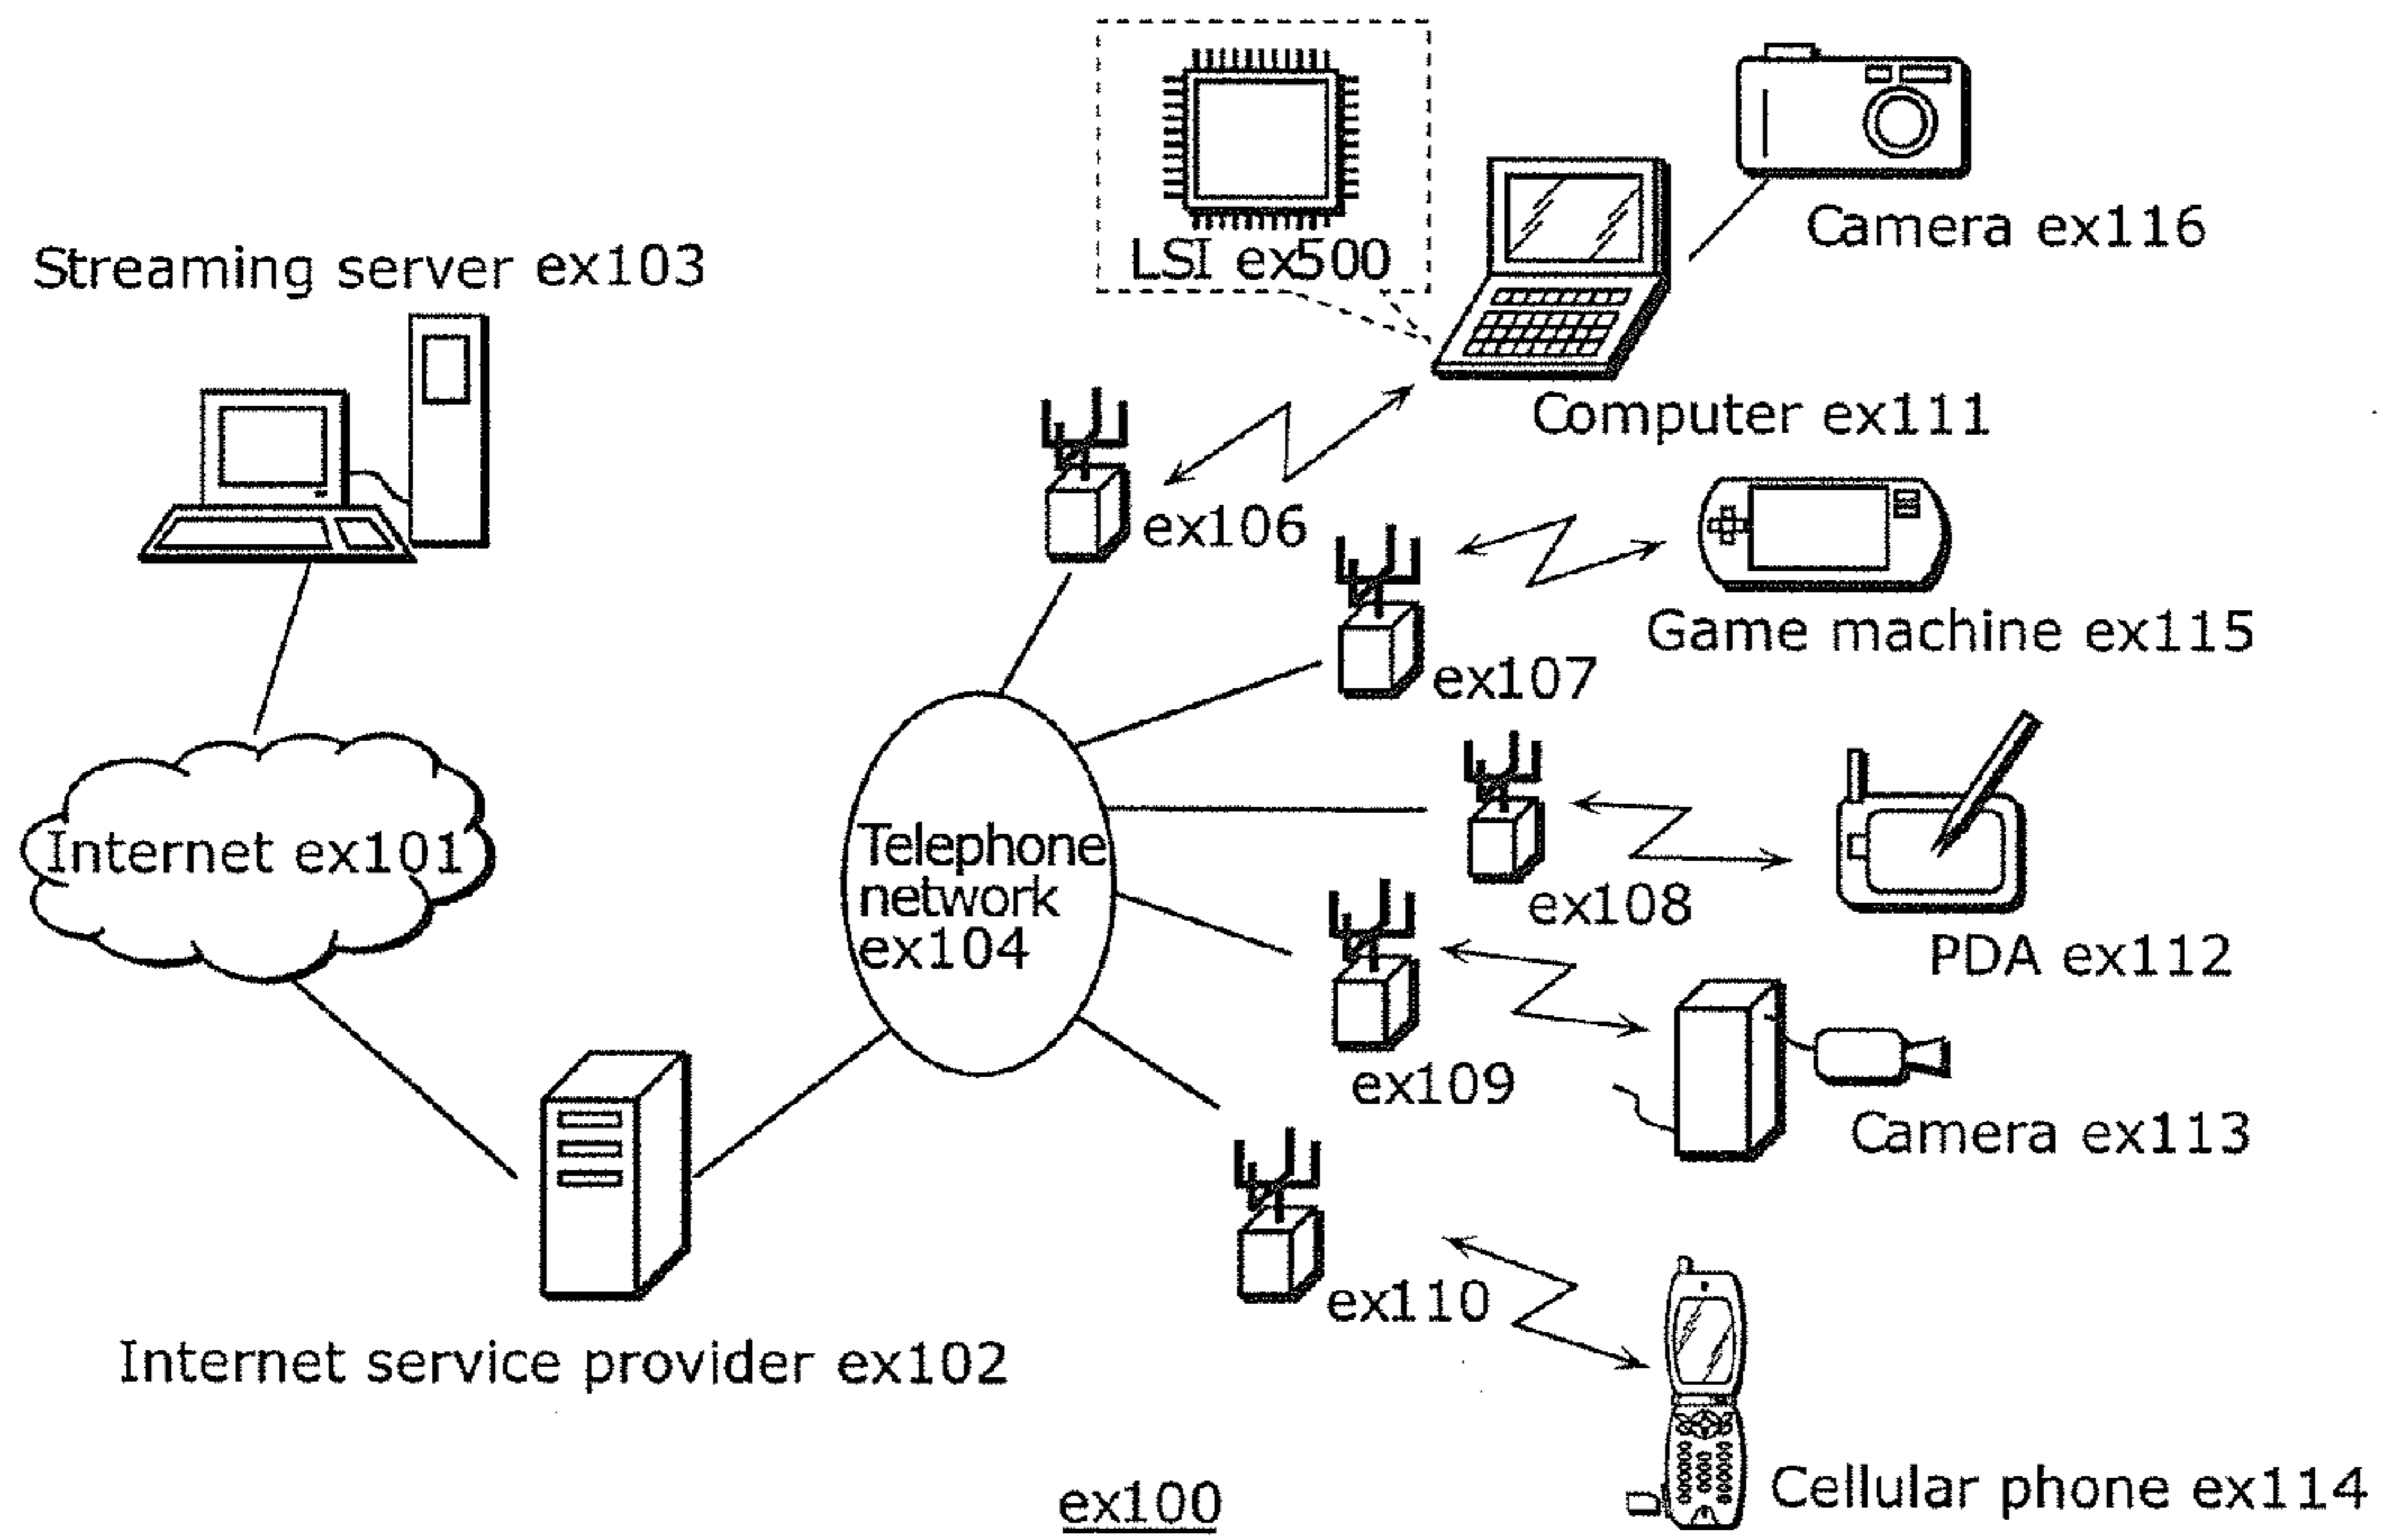 LSI ex500
Camera ex116
Streaming server ex103
Computer ex111
ex106
Game machine ex115
ex107
Internet ex101
Telephone
network
ex104
ex108
PDA ex112
ex109
Camera ex113
ex110
Internet service provider ex102
Cellular phone ex114
ex100